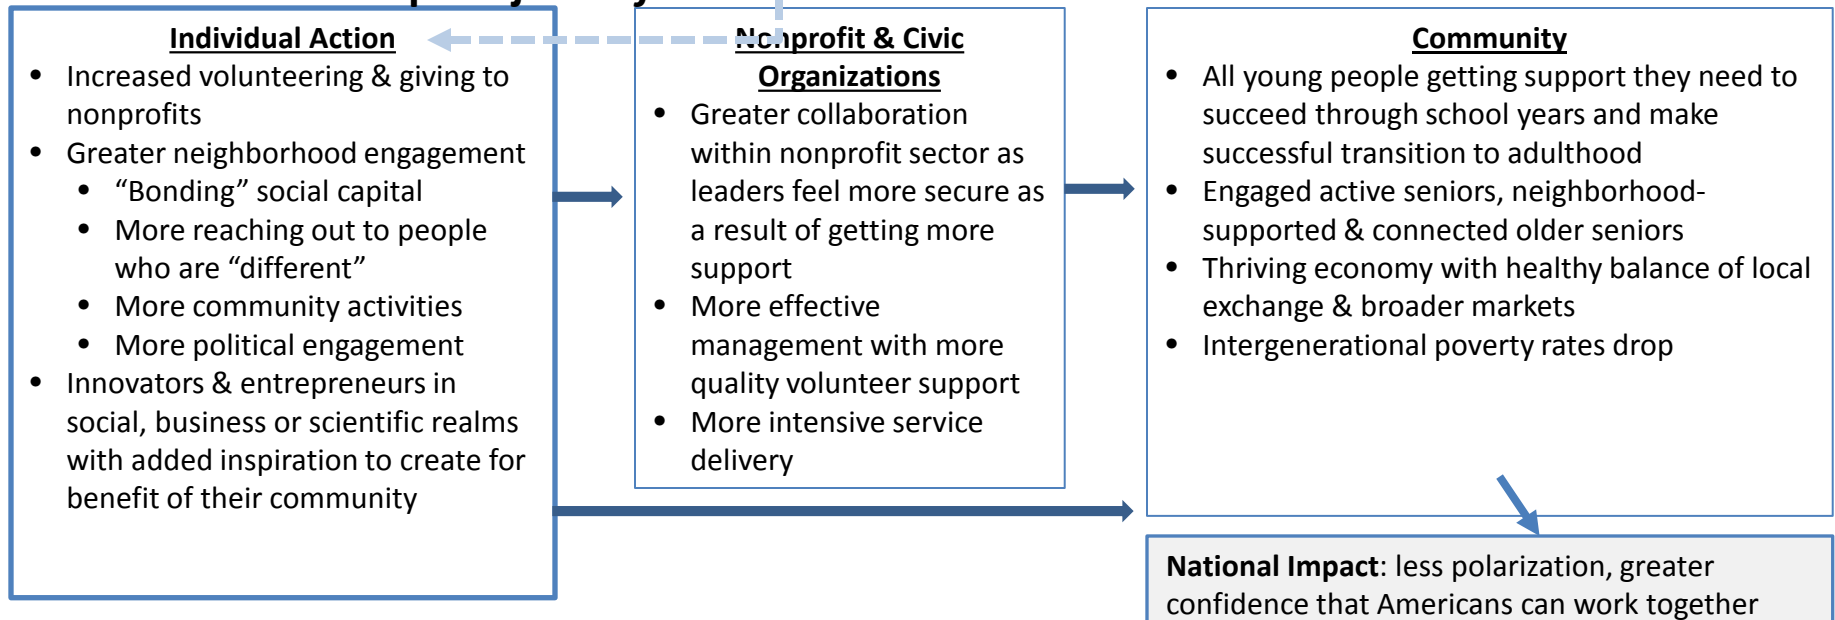 Individual Action
• Increased volunteering & giving to
nonprofits
• Greater neighborhood engagement
• “Bonding” social capital
• More reaching out to people
who are “different”
• More community activities
• More political engagement
• Innovators & entrepreneurs in
social, business or scientific realms
with added inspiration to create for
benefit of their community
Nonprofit & Civic
Organizations
• Greater collaboration
within nonprofit sector as
leaders feel more secure as
a result of getting more
support
• More effective
management with more
quality volunteer support
• More intensive service
delivery
Community
• All young people getting support they need to
succeed through school years and make
successful transition to adulthood
• Engaged active seniors, neighborhood-
supported & connected older seniors
• Thriving economy with healthy balance of local
exchange & broader markets
• Intergenerational poverty rates drop
National Impact: less polarization, greater
confidence that Americans can work together